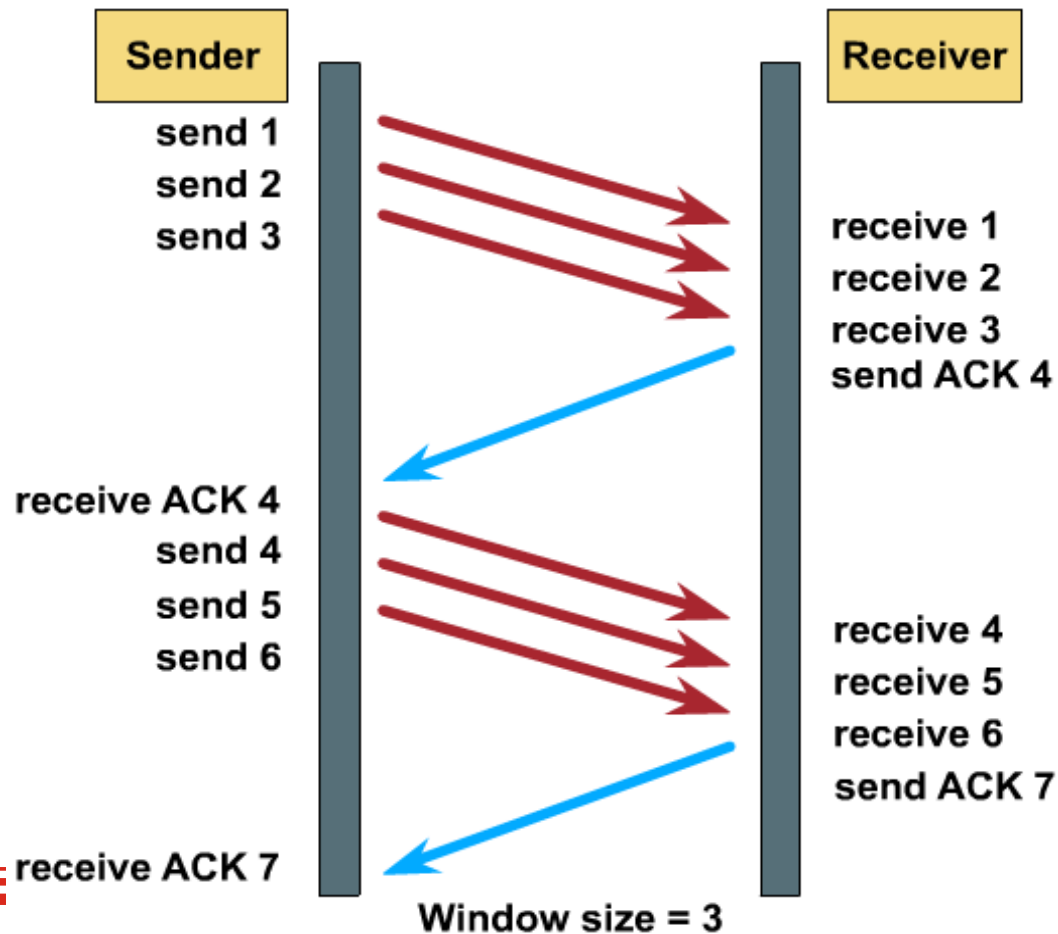 Sender
Receiver
send 1
send 2
send 3
receive 1
receive 2
receive 3
send ACK 4
receive ACK 4
send 4
send 5
send 6
receive 4
receive 5
receive 6
send ACK 7
receive ACK 7
Window size = 3